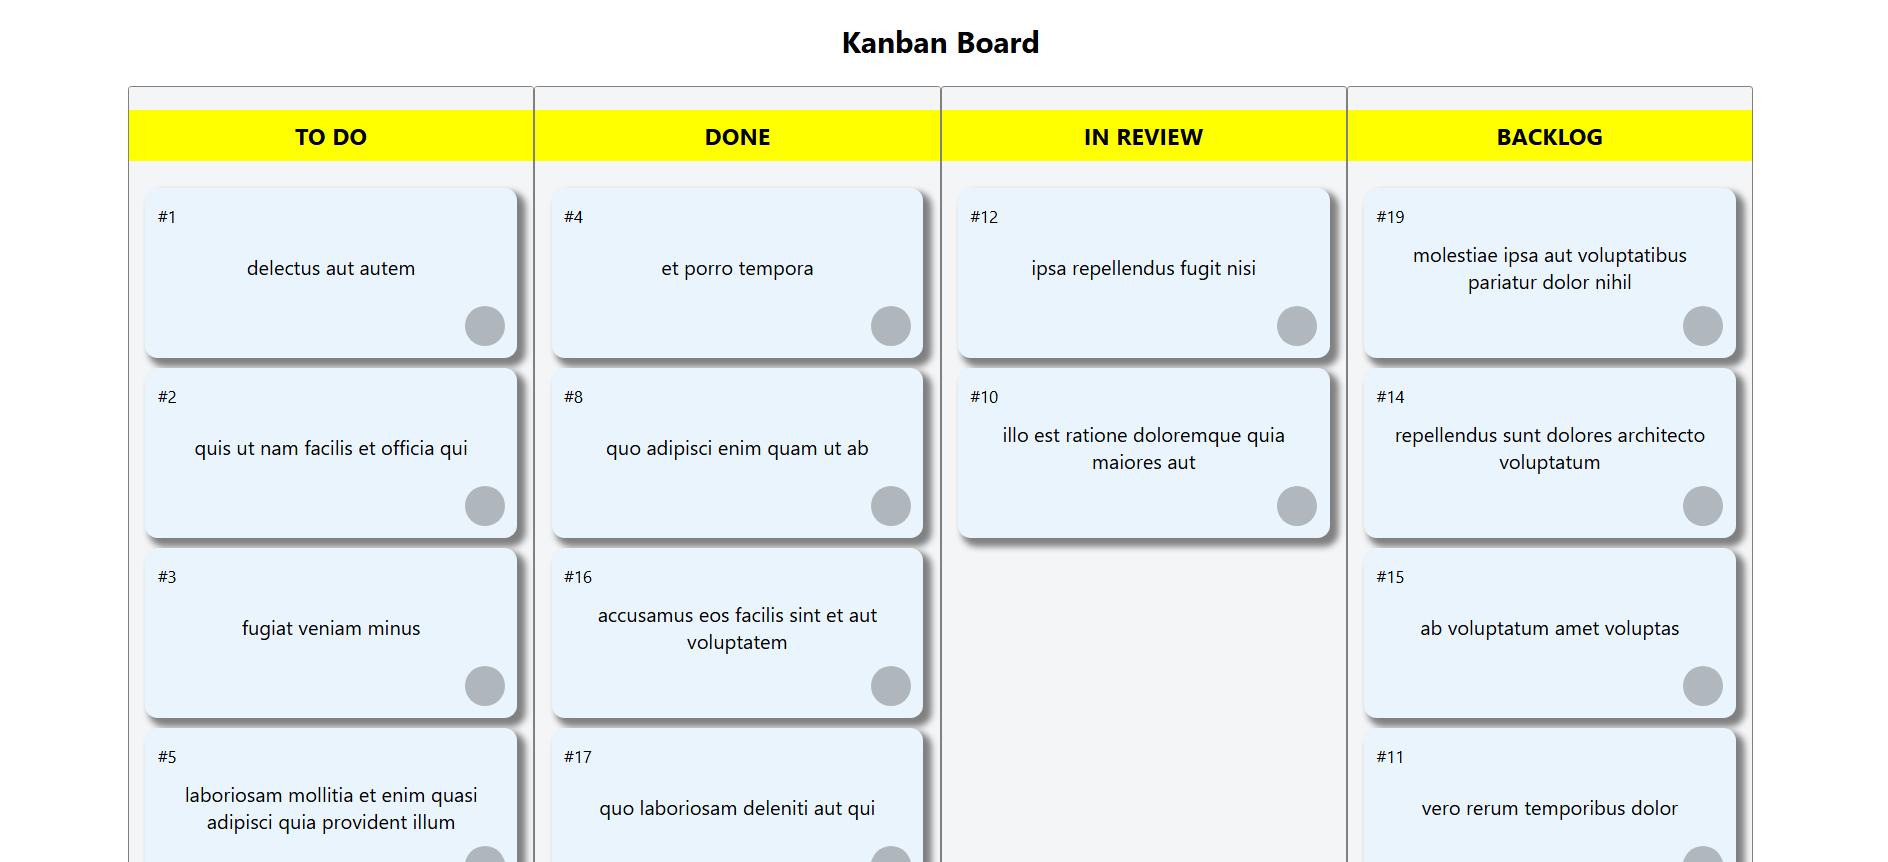 Kanban Board
TO DO
#1
delectus aut autem
#2
quis ut nam facilis et officia qui
#3
fugiat veniam minus
#5
laboriosam mollitia et enim quasi
adipisci quia provident illum
DONE
#4
et porro tempora
#8
quo adipisci enim quam ut ab
#16
accusamus eos facilis sint et aut
voluptatem
#17
quo laboriosam deleniti aut qui
IN REVIEW
#12
ipsa repellendus fugit nisi
#10
illo est ratione doloremque quia
maiores aut
BACKLOG
#19
molestiae ipsa aut voluptatibus
pariatur dolor nihil
#14
repellendus sunt dolores architecto
voluptatum
#15
ab voluptatum amet voluptas
#11
vero rerum temporibus dolor